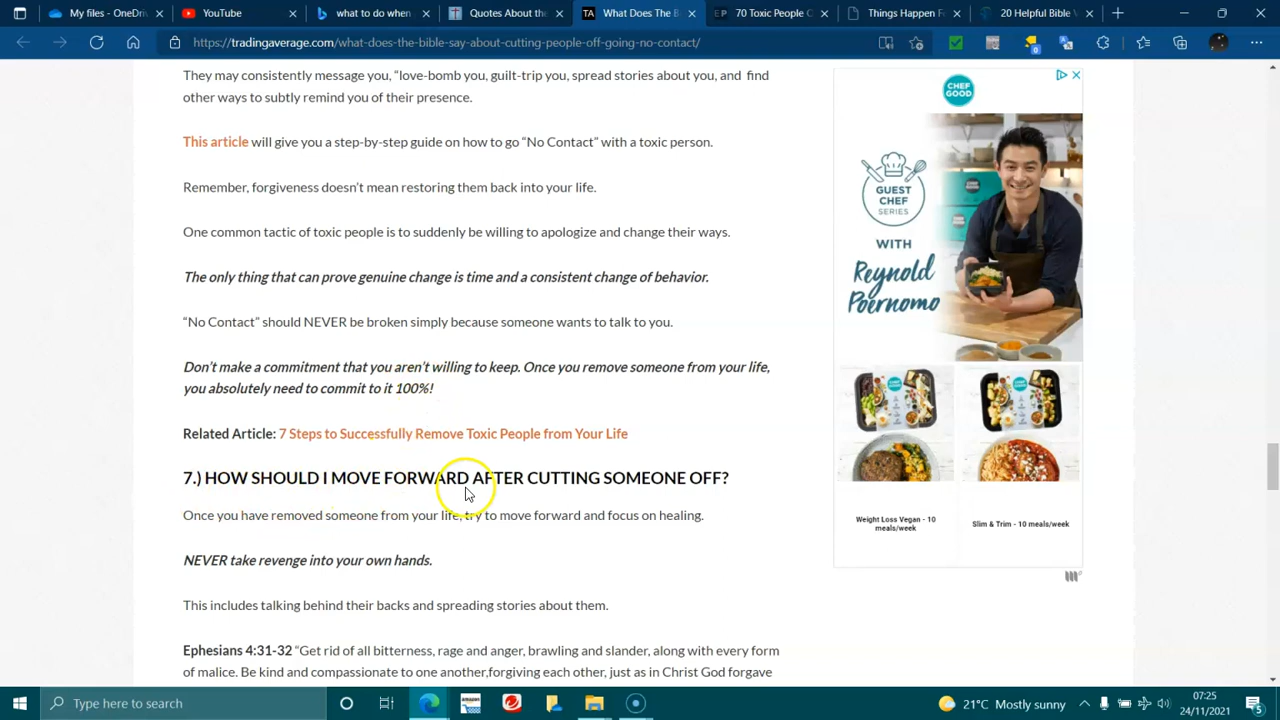 My files - OneDri
YouTube
what to do when
Quotes About the
What Does The B
70 Toxic People Q
Things Happen Fo
20 Helpful Bible V
https://tradingaverage.com/what-does-the-bible-say-about-cutting-people-off-going-no-contact/
They may consistently message you, “love-bomb you, guilt-trip you, spread stories about you, and find
other ways to subtly remind you of their presence.
This article will give you a step-by-step guide on how to go “No Contact” with a toxic person.
Remember, forgiveness doesn’t mean restoring them back into your life.
One common tactic of toxic people is to suddenly be willing to apologize and change their ways.
The only thing that can prove genuine change is time and a consistent change of behavior.
“No Contact” should NEVER be broken simply because someone wants to talk to you.
Don’t make a commitment that you aren’t willing to keep. Once you remove someone from your life,
you absolutely need to commit to it 100%!
Related Article: 7 Steps to Successfully Remove Toxic People from Your Life
7.) HOW SHOULD I MOVE FORWARD AFTER CUTTING SOMEONE OFF?
Once you have removed someone from your life, try to move forward and focus on healing.
NEVER take revenge into your own hands.
This includes talking behind their backs and spreading stories about them.
Ephesians 4:31-32 “Get rid of all bitterness, rage and anger, brawling and slander, along with every form
of malice. Be kind and compassionate to one another,forgiving each other, just as in Christ God forgave
CHEF
GOOD
GUEST
CHEF
SERIES
WITH
Reynold
Poernomo
Weight Loss Vegan - 10
meals/week
Slim & Trim - 10 meals/week
Type here to search
21°C Mostly sunny
07:25
24/11/2021
5